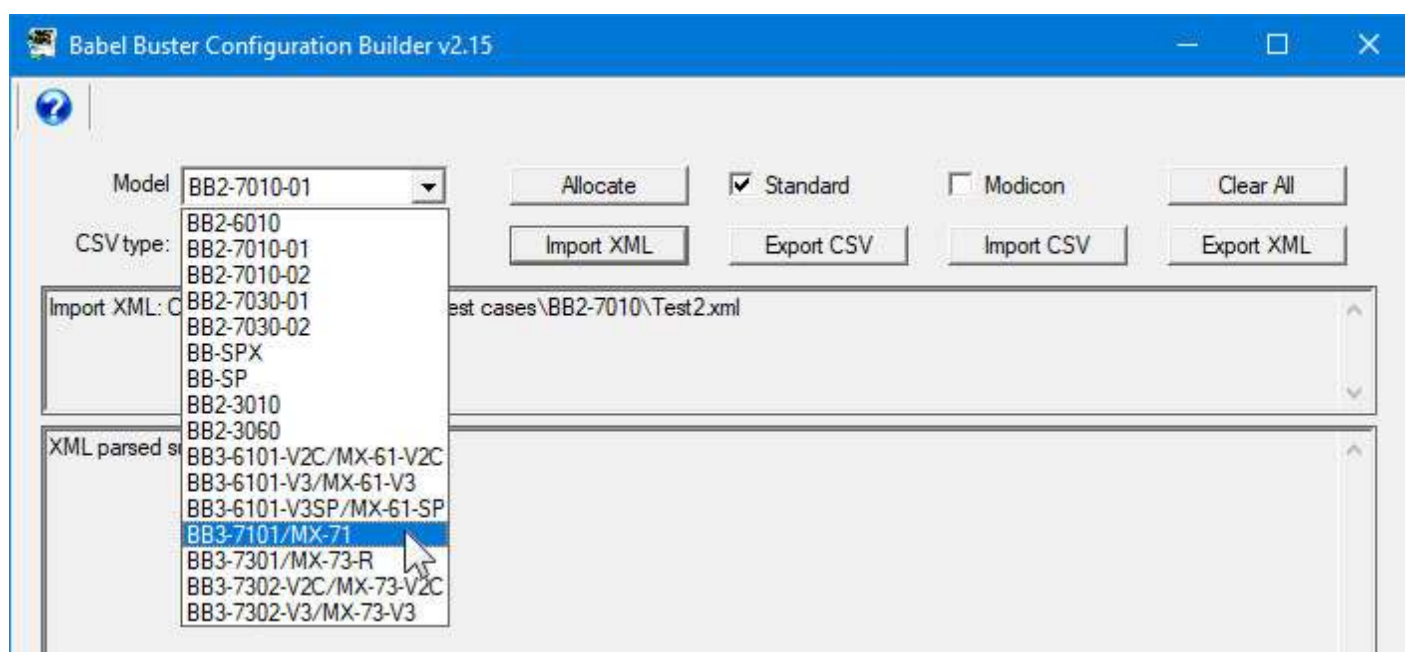 Babel Buster Configuration Builder v2.15
Model BB2-7010-01 Allocate Standard Modicon Clear All
CSV type: Import XML Export CSV Import CSV Export XML
BB2-6010
BB2-7010-01
BB2-7010-02
BB2-7030-01
BB2-7030-02
BB-SPX
BB-SP
BB2-3010
BB2-3060
BB3-6101-V2C/MX-61-V2C
BB3-6101-V3/MX-61-V3
BB3-6101-V3SP/MX-61-SP
BB3-7101/MX-71
BB3-7301/MX-73-R
BB3-7302-V2C/MX-73-V2C
BB3-7302-V3/MX-73-V3
Import XML: est cases\BB2-7010\Test2.xml
XML parsed